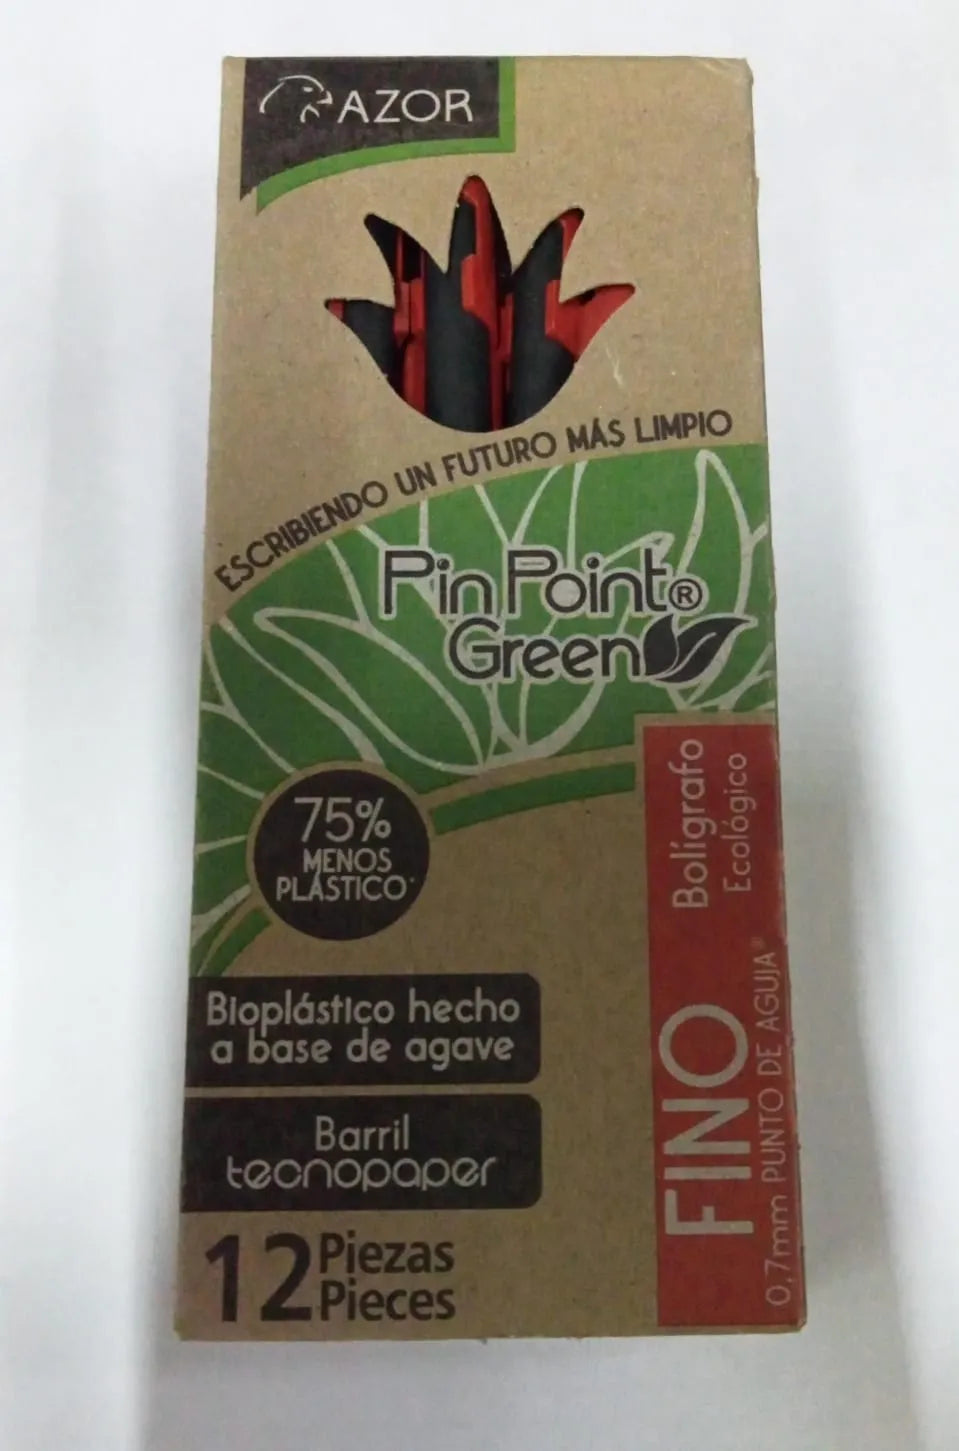 AZOR
ESCRIBIENDO UN FUTURO MÁS LIMPIO
Pin Point®
Green
75%
MENOS
PLÁSTICO*
Bioplástico hecho
a base de agave
Barril
tecnopaper
12 Piezas
Pieces
Bolígrafo
Ecológico
FINO
0.7mm PUNTO DE AGUJA®